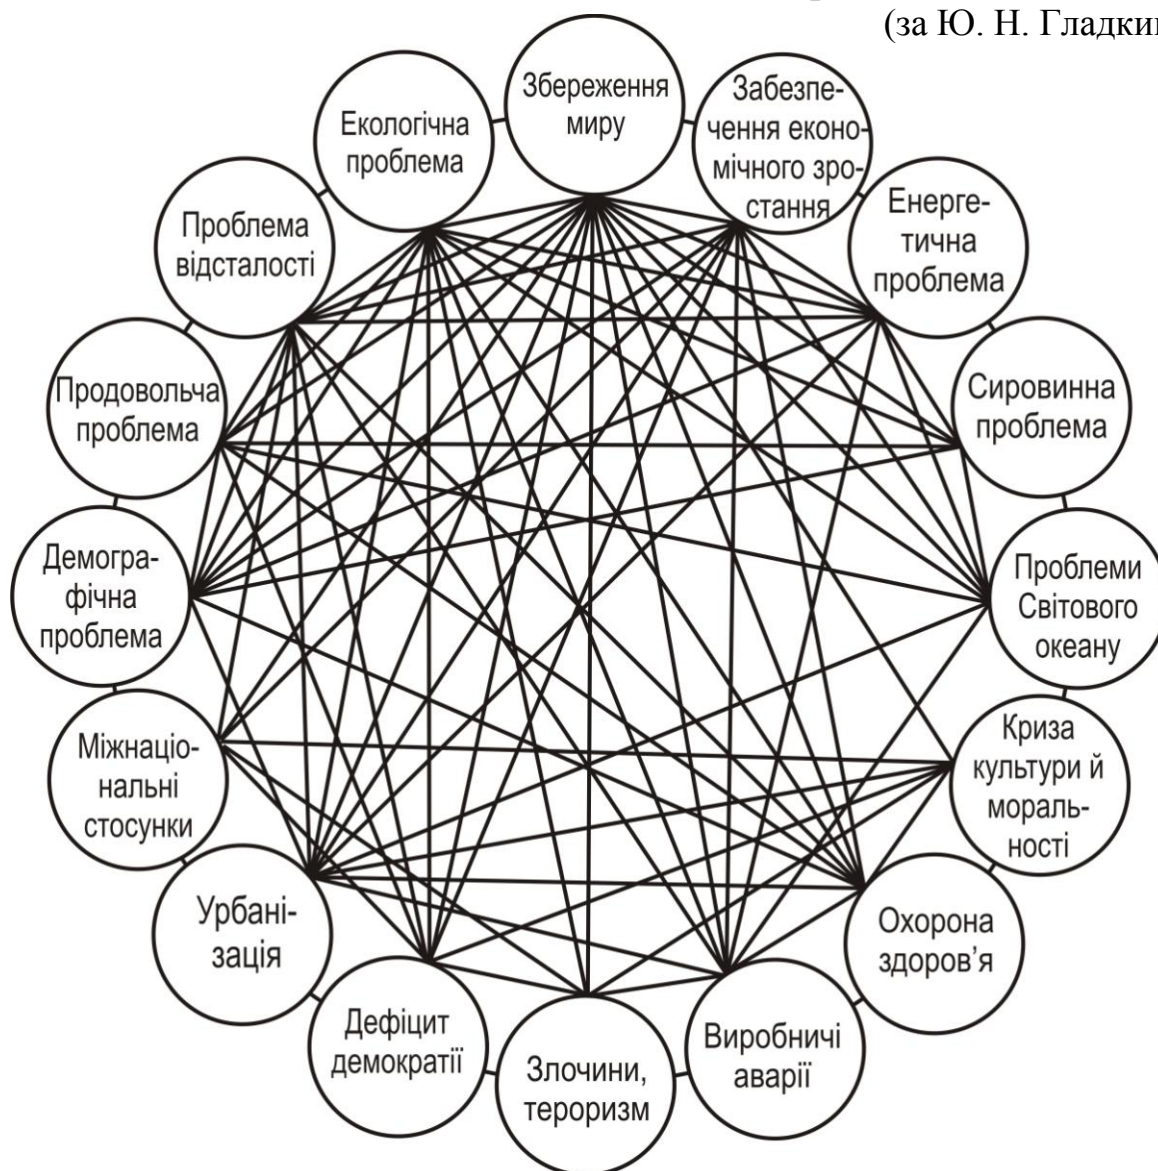 (за Ю. Н. Гладким
Збереження
миру
Забезпе-
чення еконо-
мічного зро-
стання
Енерге-
тична
проблема
Сировинна
проблема
Проблеми
Світового
океану
Криза
культури й
мораль-
ності
Охорона
здоров’я
Виробничі
аварії
Злочини,
тероризм
Дефіцит
демократії
Урбані-
зація
Міжнаціо-
нальні
стосунки
Демогра-
фічна
проблема
Продовольча
проблема
Проблема
відсталості
Екологічна
проблема